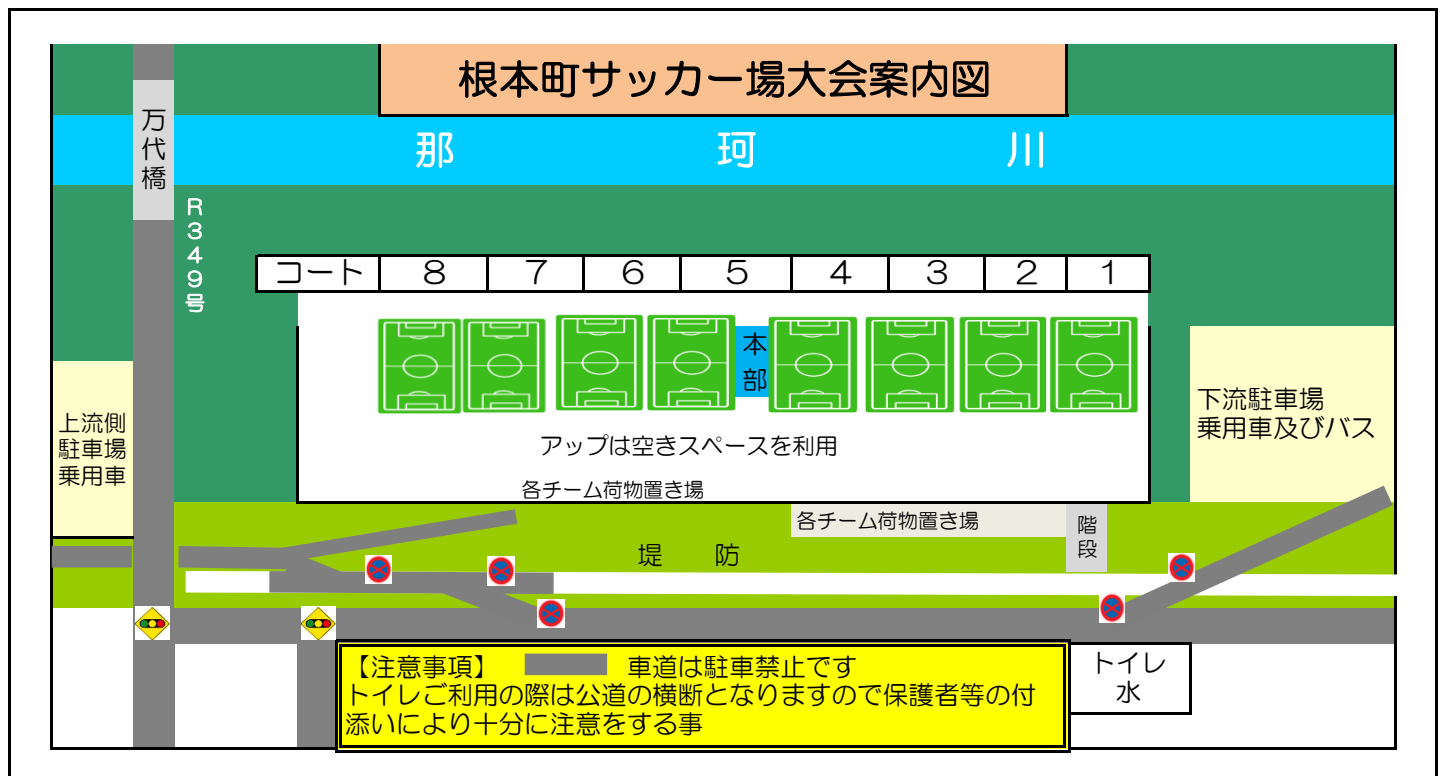 根本町サッカー場大会案内図
万代橋
那珂川
R349号
コート 8 7 6 5 4 3 2 1
本部
上流側
駐車場
乗用車
下流駐車場
乗用車及びバス
アップは空きスペースを利用
各チーム荷物置き場
各チーム荷物置き場
階段
堤防
【注意事項】 車道は駐車禁止です
トイレご利用の際は公道の横断となりますので保護者等の付
添いにより十分に注意をする事
トイレ
水